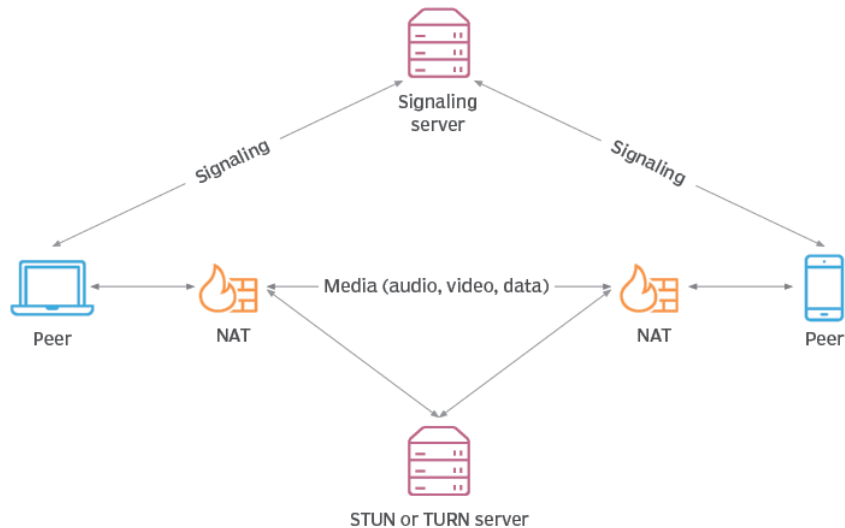 Signaling
server
Signaling
Signaling
Media (audio, video, data)
Peer
NAT
NAT
Peer
STUN or TURN server